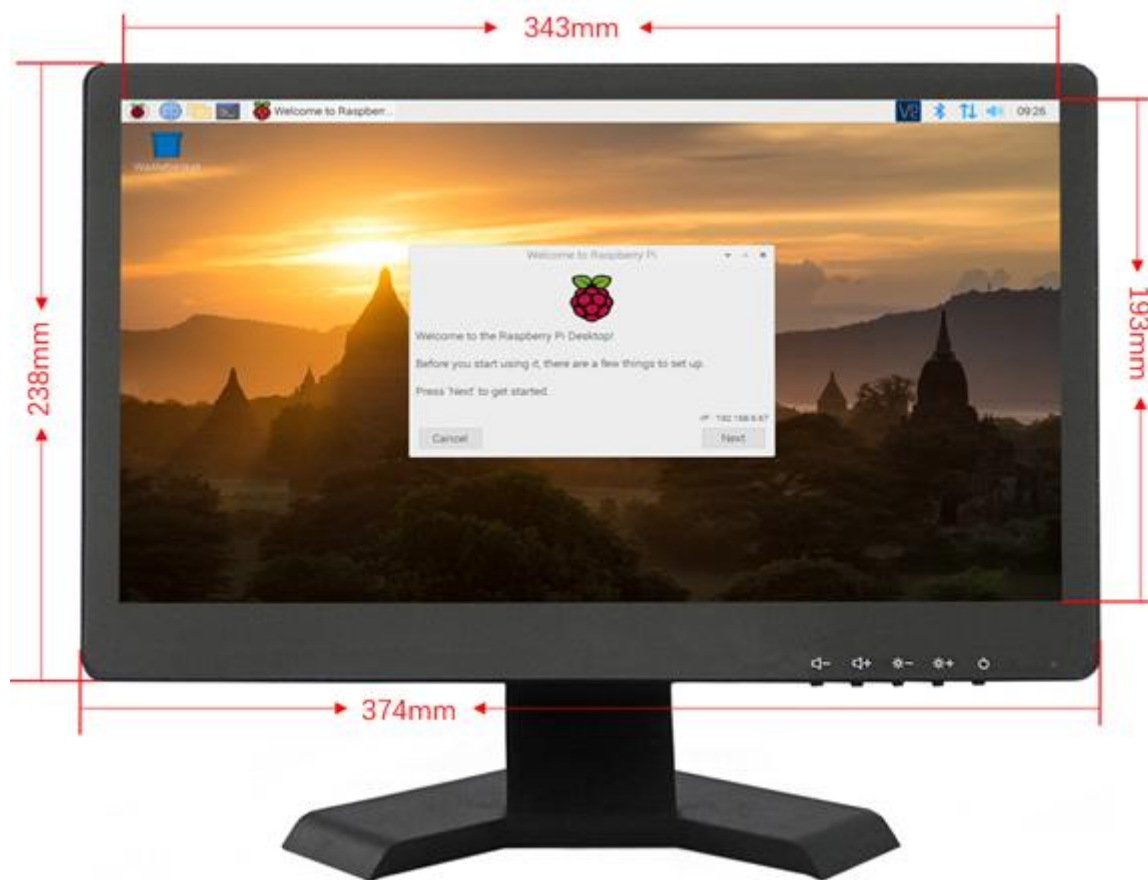 343mm
Welcome to Raspberr...
09:26
Wastebasket
Welcome to Raspberry Pi
238mm
193mm
Welcome to the Raspberry Pi Desktop!
Before you start using it, there are a few things to set up.
Press 'Next' to get started.
Cancel
Next
374mm